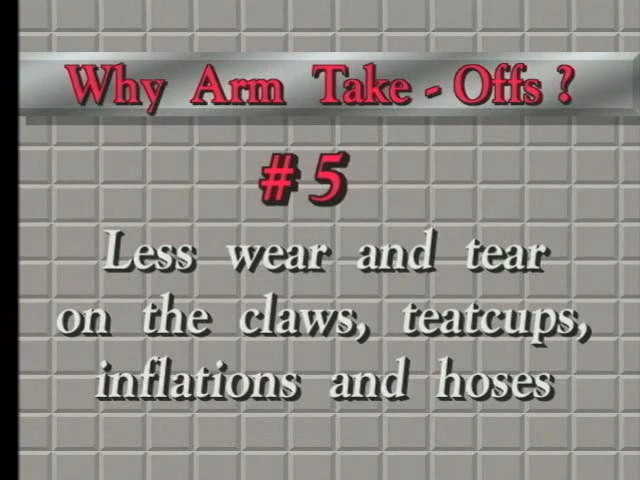 Why Arm Take - Offs ?
# 5
Less wear and tear
on the claws, teatcups,
inflations and hoses